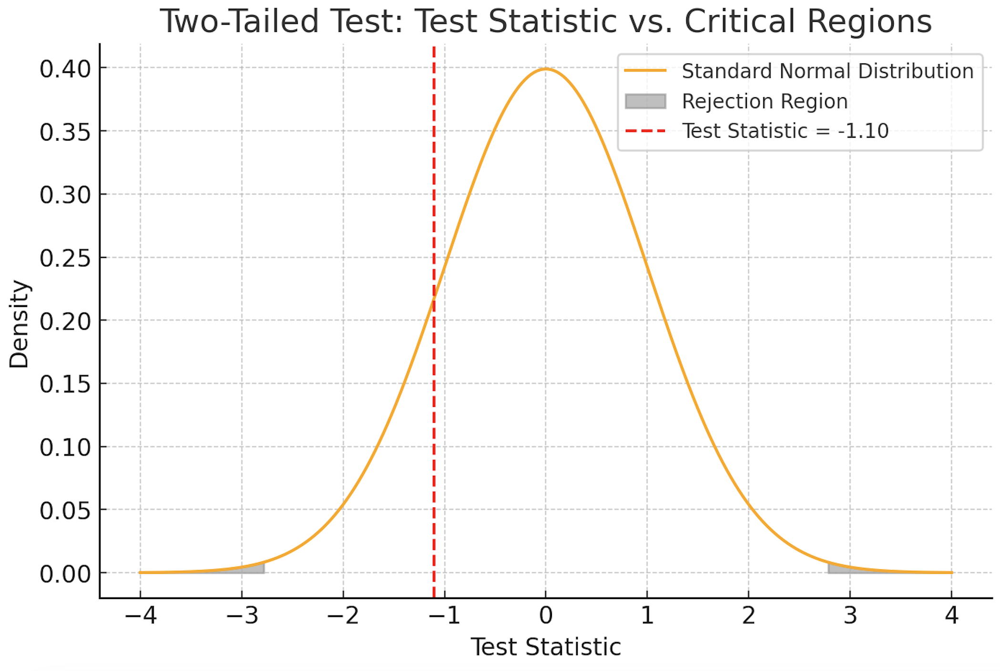 Two-Tailed Test: Test Statistic vs. Critical Regions
Standard Normal Distribution
Rejection Region
Test Statistic = -1.10
0.40
0.35
0.30
0.25
0.20
0.15
0.10
0.05
0.00
Density
−4 −3 −2 −1 0 1 2 3 4
Test Statistic